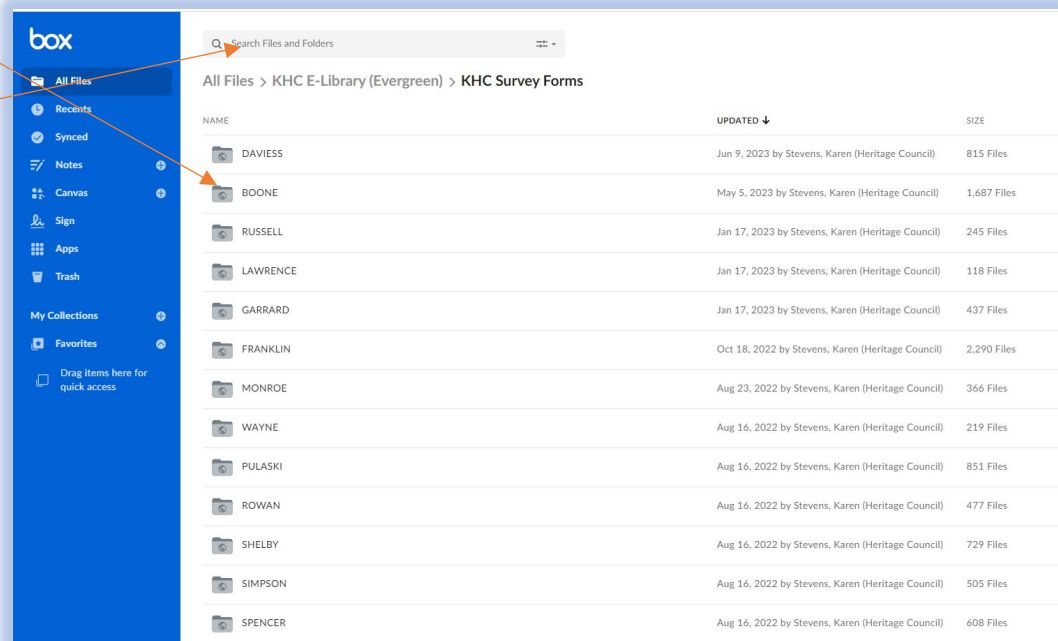 box
All Files
Recents
Synced
Notes
Canvas
Sign
Apps
Trash
My Collections
Favorites
Drag items here for
quick access
Search Files and Folders
All Files > KHC E-Library (Evergreen) > KHC Survey Forms
NAME UPDATED ↓ SIZE
DAVIESS Jun 9, 2023 by Stevens, Karen (Heritage Council) 815 Files
BOONE May 5, 2023 by Stevens, Karen (Heritage Council) 1,687 Files
RUSSELL Jan 17, 2023 by Stevens, Karen (Heritage Council) 245 Files
LAWRENCE Jan 17, 2023 by Stevens, Karen (Heritage Council) 118 Files
GARRARD Jan 17, 2023 by Stevens, Karen (Heritage Council) 437 Files
FRANKLIN Oct 18, 2022 by Stevens, Karen (Heritage Council) 2,290 Files
MONROE Aug 23, 2022 by Stevens, Karen (Heritage Council) 366 Files
WAYNE Aug 16, 2022 by Stevens, Karen (Heritage Council) 219 Files
PULASKI Aug 16, 2022 by Stevens, Karen (Heritage Council) 851 Files
ROWAN Aug 16, 2022 by Stevens, Karen (Heritage Council) 477 Files
SHELBY Aug 16, 2022 by Stevens, Karen (Heritage Council) 729 Files
SIMPSON Aug 16, 2022 by Stevens, Karen (Heritage Council) 505 Files
SPENCER Aug 16, 2022 by Stevens, Karen (Heritage Council) 608 Files